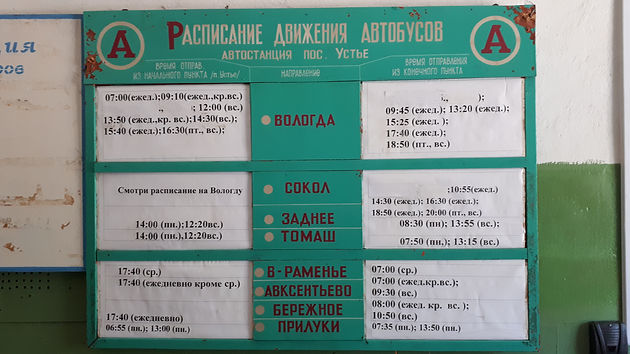 А
РАСПИСАНИЕ ДВИЖЕНИЯ АВТОБУСОВ
А
АВТОСТАНЦИЯ ПОС. УСТЬЕ
ВРЕМЯ ОТПРАВ.
ИЗ НАЧАЛЬНОГО ПУНКТА /П.УСТЬЕ/
НАПРАВЛЕНИЕ
ВРЕМЯ ОТПРАВЛЕНИЯ
ИЗ КОНЕЧНОГО ПУНКТА
07:00(ежед.);09:10(ежед.,кр.вс.)
., ); 12:00 (вс.)
13:50 (ежед.,кр. вс.);14:30(вс.);
15:40 (ежед.);16:30(пт., вс.);
ВОЛОГДА
., );
09:45 (ежед.); 13:20 (ежед.);
15:25 (ежед. );
17:40 (ежед.);
18:50 (пт., вс.)
Смотри расписание на Вологду
14:00 (пн.);12:20вс.)
14:00 (пн.),12:20вс.)
СОКОЛ
ЗАДНЕЕ
ТОМАШ
;10:55(ежед.)
14:30 (ежед.); 16:30 (ежед.);
18:50 (ежед.); 20:00 (пт., вс.)
08:30 (пн); 13:55 (вс.);
07:50 (пн.,); 13:15 (вс.)
17:40 (ср.)
17:40 (ежедневно кроме ср.)
17:40 (ежедневно)
06:55 (пн.); 13:00 (пн.)
В-РАМЕНЬЕ
АВКСЕНТЬЕВО
БЕРЕЖНОЕ
ПРИЛУКИ
07:00 (ср.)
07:00 (ежед.кр.вс.)
09:30 (вс.)
08:00 (ежед. кр. вс. );
10:50 (вс.)
07:35 (пн.); 13:50 (пн.)